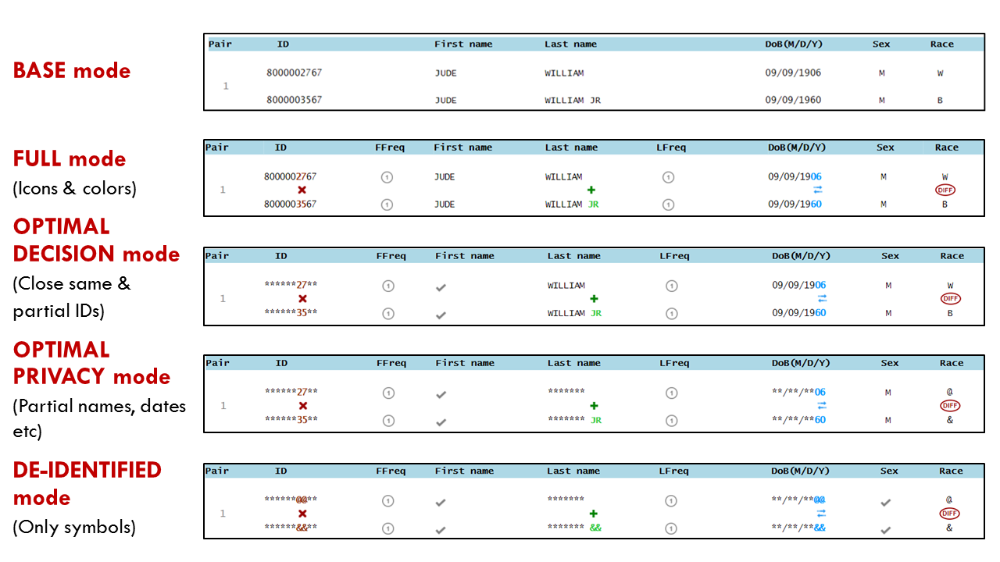 BASE mode
Pair ID First name Last name DoB(M/D/Y) Sex Race
8000002767 JUDE WILLIAM 09/09/1906 M W
1
8000003567 JUDE WILLIAM JR 09/09/1960 M B
FULL mode
(Icons & colors)
Pair ID FFreq First name Last name LFreq DoB(M/D/Y) Sex Race
8000002767 1 JUDE WILLIAM 1 09/09/1906 M W
1 ✖ + ⇄ DIFF
8000003567 1 JUDE WILLIAM JR 1 09/09/1960 M B
OPTIMAL
DECISION mode
(Close same &
partial IDs)
Pair ID FFreq First name Last name LFreq DoB(M/D/Y) Sex Race
******27** 1 ✔ WILLIAM 1 09/09/1906 M W
1 ✖ + ⇄ DIFF
******35** 1 ✔ WILLIAM JR 1 09/09/1960 M B
OPTIMAL
PRIVACY mode
(Partial names, dates
etc)
Pair ID FFreq First name Last name LFreq DoB(M/D/Y) Sex Race
******27** 1 ✔ ******* 1 **/**/**06 M @
1 ✖ + ⇄ DIFF
******35** 1 ✔ ******* JR 1 **/**/**60 M &
DE-IDENTIFIED
mode
(Only symbols)
Pair ID FFreq First name Last name LFreq DoB(M/D/Y) Sex Race
******@@** 1 ✔ ******* 1 **/**/**@@ ✔ @
1 ✖ + ⇄ DIFF
******&&** 1 ✔ ******* && 1 **/**/**&& ✔ &